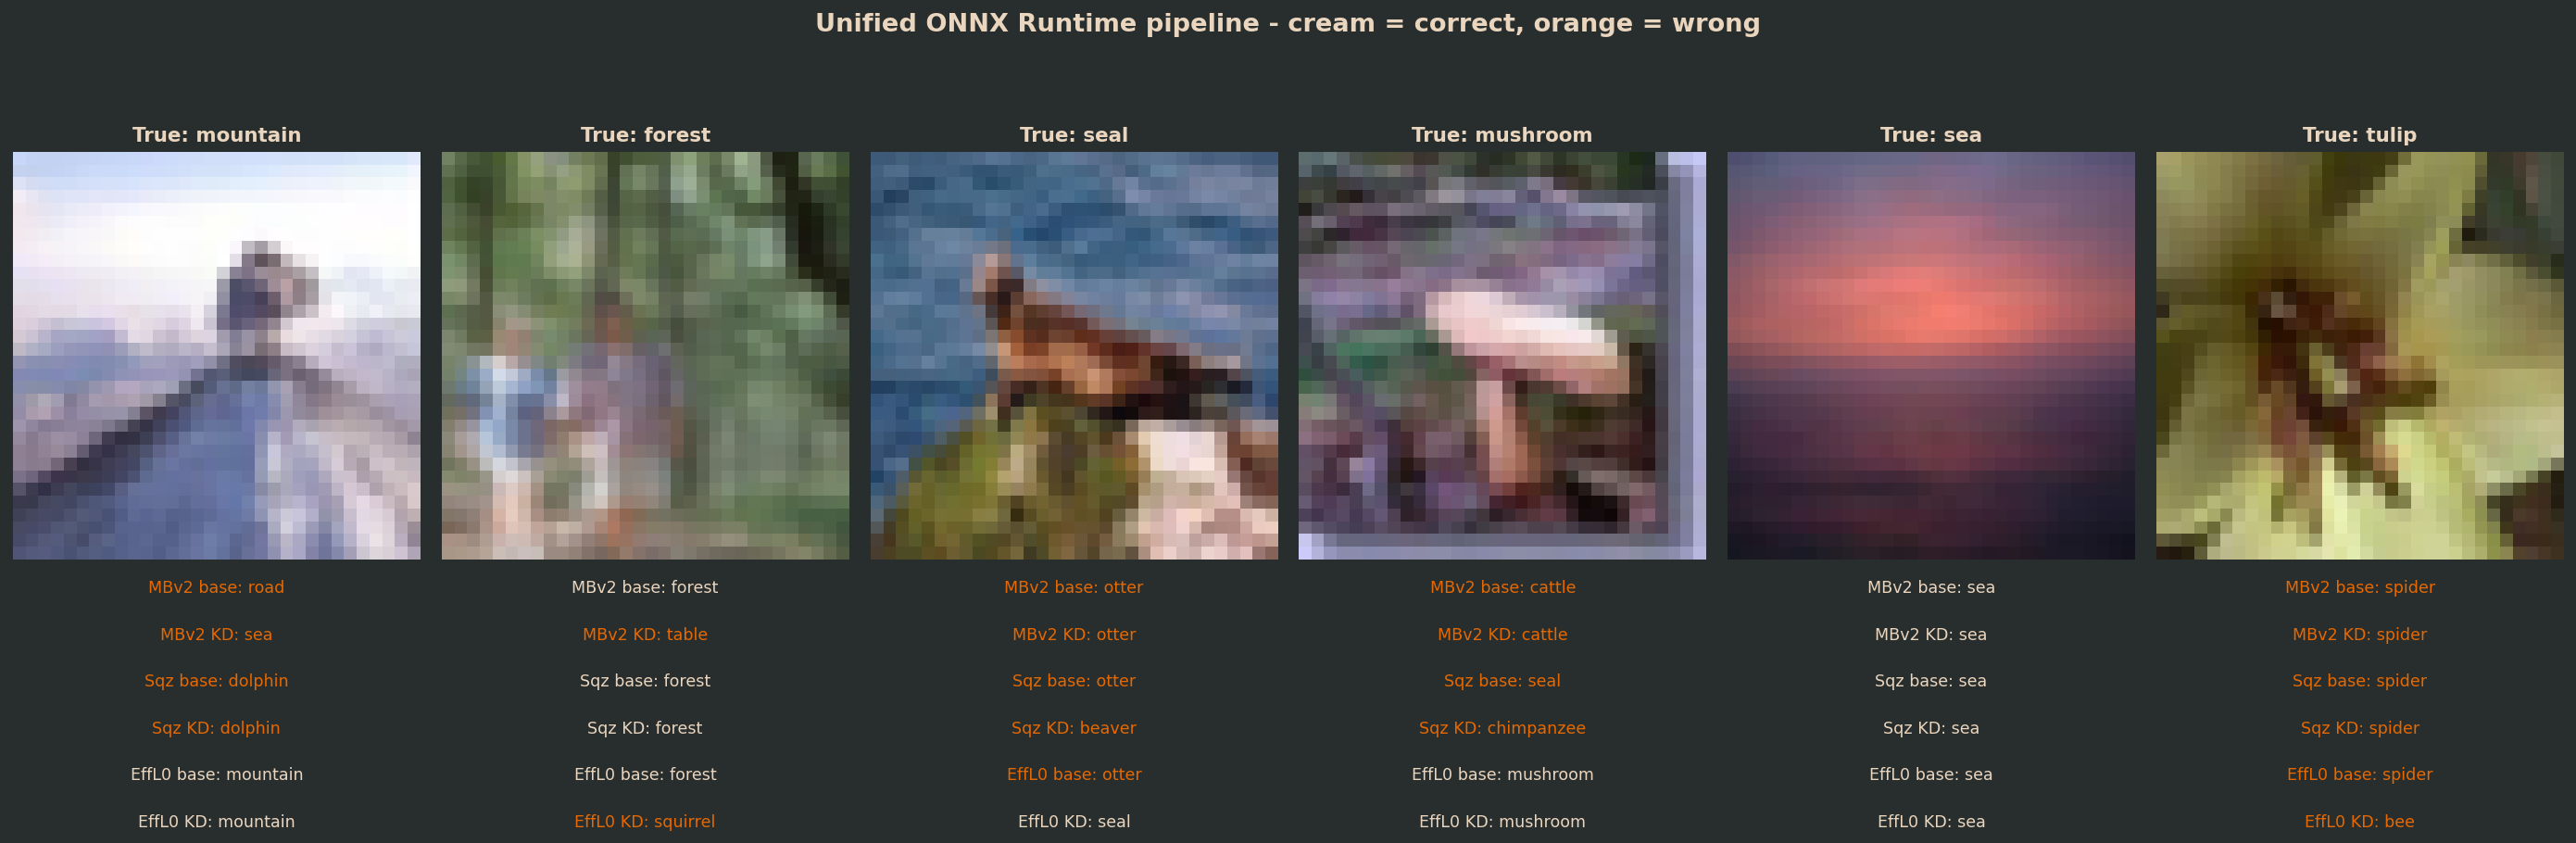 Unified ONNX Runtime pipeline - cream = correct, orange = wrong
True: mountain
MBv2 base: road
MBv2 KD: sea
Sqz base: dolphin
Sqz KD: dolphin
EffL0 base: mountain
EffL0 KD: mountain
True: forest
MBv2 base: forest
MBv2 KD: table
Sqz base: forest
Sqz KD: forest
EffL0 base: forest
EffL0 KD: squirrel
True: seal
MBv2 base: otter
MBv2 KD: otter
Sqz base: otter
Sqz KD: beaver
EffL0 base: otter
EffL0 KD: seal
True: mushroom
MBv2 base: cattle
MBv2 KD: cattle
Sqz base: seal
Sqz KD: chimpanzee
EffL0 base: mushroom
EffL0 KD: mushroom
True: sea
MBv2 base: sea
MBv2 KD: sea
Sqz base: sea
Sqz KD: sea
EffL0 base: sea
EffL0 KD: sea
True: tulip
MBv2 base: spider
MBv2 KD: spider
Sqz base: spider
Sqz KD: spider
EffL0 base: spider
EffL0 KD: bee